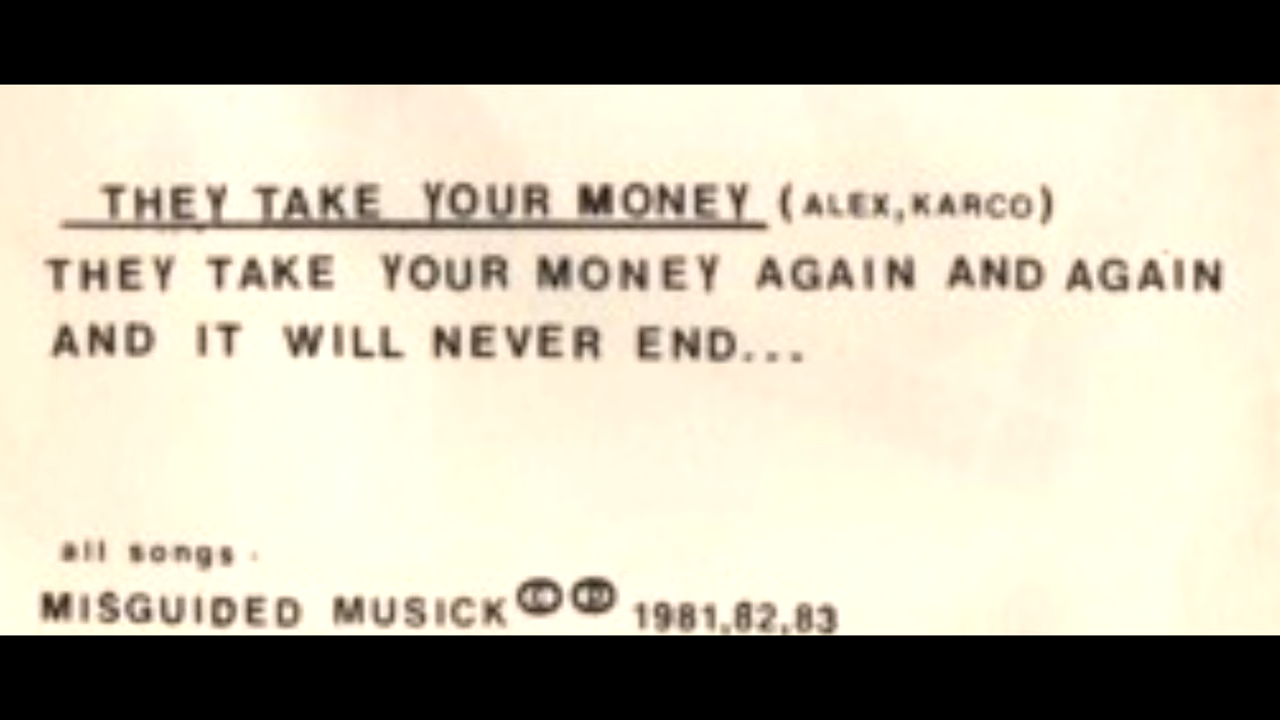 THEY TAKE YOUR MONEY (ALEX,KARCO)
THEY TAKE YOUR MONEY AGAIN AND AGAIN
AND IT WILL NEVER END...
all songs
MISGUIDED MUSICK © ℗ 1981,82,83